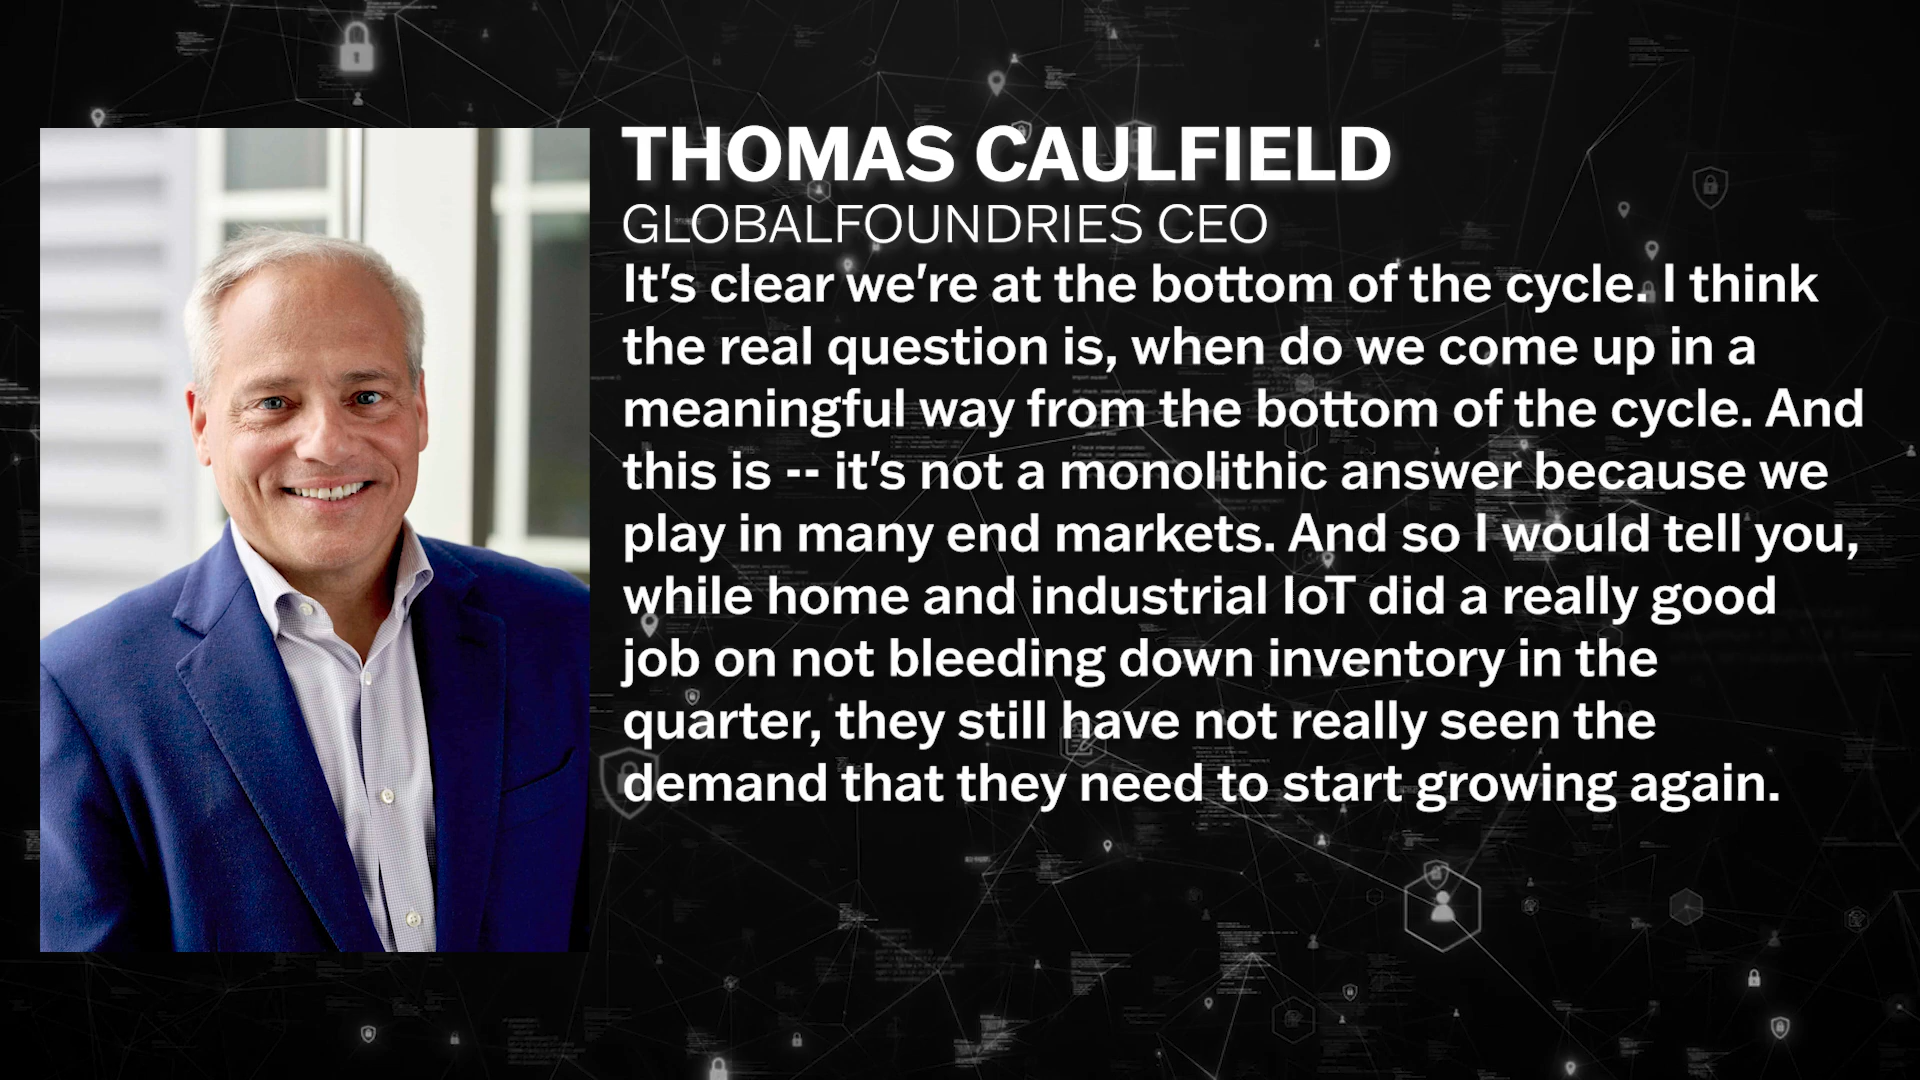 THOMAS CAULFIELD
GLOBALFOUNDRIES CEO
It's clear we're at the bottom of the cycle. I think
the real question is, when do we come up in a
meaningful way from the bottom of the cycle. And
this is -- it's not a monolithic answer because we
play in many end markets. And so I would tell you,
while home and industrial IoT did a really good
job on not bleeding down inventory in the
quarter, they still have not really seen the
demand that they need to start growing again.